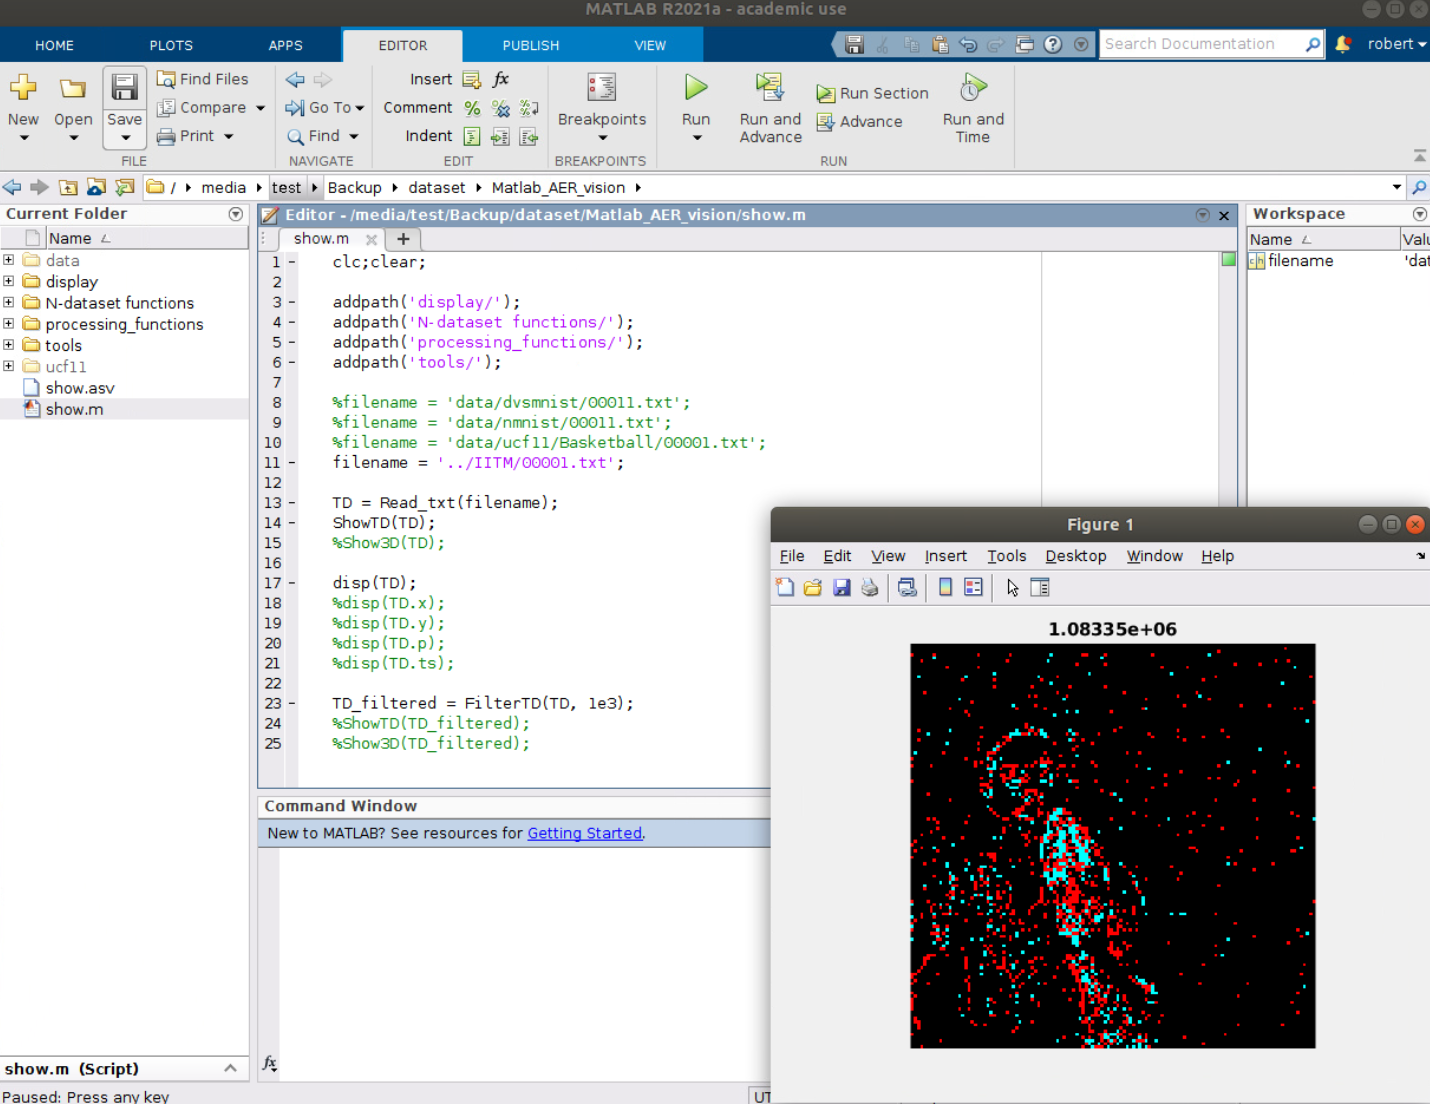 MATLAB R2021a - academic use
HOME PLOTS APPS EDITOR PUBLISH VIEW Search Documentation robert
Find Files Insert fx
New Open Save Compare Go To Comment Breakpoints Run Run and Advance Run Section Advance Run and Time
Print Find Indent
FILE NAVIGATE EDIT BREAKPOINTS RUN
/ media test Backup dataset Matlab_AER_vision
Current Folder
Name
data
display
N-dataset functions
processing_functions
tools
ucf11
show.asv
show.m
Editor - /media/test/Backup/dataset/Matlab_AER_vision/show.m
show.m
1 - clc;clear;
2
3 - addpath('display/');
4 - addpath('N-dataset functions/');
5 - addpath('processing_functions/');
6 - addpath('tools/');
7
8 %filename = 'data/dvsmnist/00011.txt';
9 %filename = 'data/nmnist/00011.txt';
10 %filename = 'data/ucf11/Basketball/00001.txt';
11 - filename = '../IITM/00001.txt';
12
13 - TD = Read_txt(filename);
14 - ShowTD(TD);
15 %Show3D(TD);
16
17 - disp(TD);
18 %disp(TD.x);
19 %disp(TD.y);
20 %disp(TD.p);
21 %disp(TD.ts);
22
23 - TD_filtered = FilterTD(TD, 1e3);
24 %ShowTD(TD_filtered);
25 %Show3D(TD_filtered);
Workspace
Name Valu
filename 'dat
Figure 1
File Edit View Insert Tools Desktop Window Help
1.08335e+06
Command Window
New to MATLAB? See resources for Getting Started.
fx
show.m (Script)
Paused: Press any key
UT